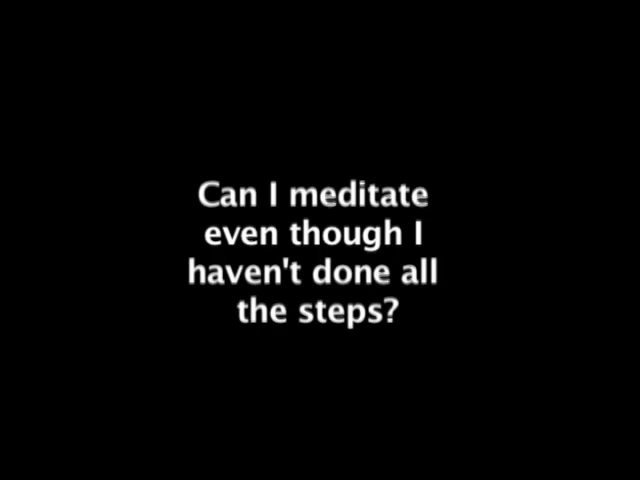 Can I meditate
even though I
haven't done all
the steps?